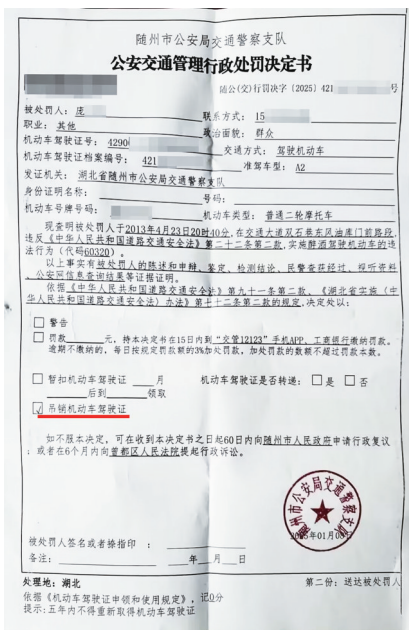 随州市公安局交通警察支队
公安交通管理行政处罚决定书
随公(交)行罚决字〔2025〕421 号
被处罚人: 庞 联系方式: 15
职业: 其他 政治面貌: 群众
机动车驾驶证号: 4290 交通方式: 驾驶机动车
机动车驾驶证档案编号: 421 准驾车型: A2
发证机关: 湖北省随州市公安局交通警察支队
身份证明名称: 号码:
机动车号牌号码: 机动车类型: 普通二轮摩托车
现查明被处罚人于2013年4月23日20时40分,在交通大道双石桥东风油库门前路段,
违反《中华人民共和国道路交通安全法》第二十二条第二款,实施醉酒驾驶机动车的违
法行为(代码60320)。
以上事实有被处罚人的陈述和申辩、鉴定、检测结论、民警查获经过、视听资料
、公安网信息查询结果等证据证明。
依据《中华人民共和国道路交通安全法》第九十一条第二款、《湖北省实施〈中
华人民共和国道路交通安全法〉办法》第七十二条第二款的规定,决定处以:
□ 警告
□ 罚款 元,持本决定书在15日内到“交管12123”手机APP、工商银行缴纳罚款。
逾期不缴纳的,每日按规定罚款额的3%加处罚款,加处罚款的数额不超过罚款本数。
□ 暂扣机动车驾驶证 月 机动车驾驶证是否转递: □ 是 □ 否
后到 领取
☑ 吊销机动车驾驶证
如不服本决定,可在收到本决定书之日起60日内向随州市人民政府申请行政复议
;或者在6个月内向曾都区人民法院提起行政诉讼。
随州市公安局交通警察支队
2025年01月08日
被处罚人签名或者捺指印 :
备注: 年 月 日
处理地: 湖北 第二份: 送达被处罚人
依据《机动车驾驶证申领和使用规定》,记0分
提示:五年内不得重新取得机动车驾驶证